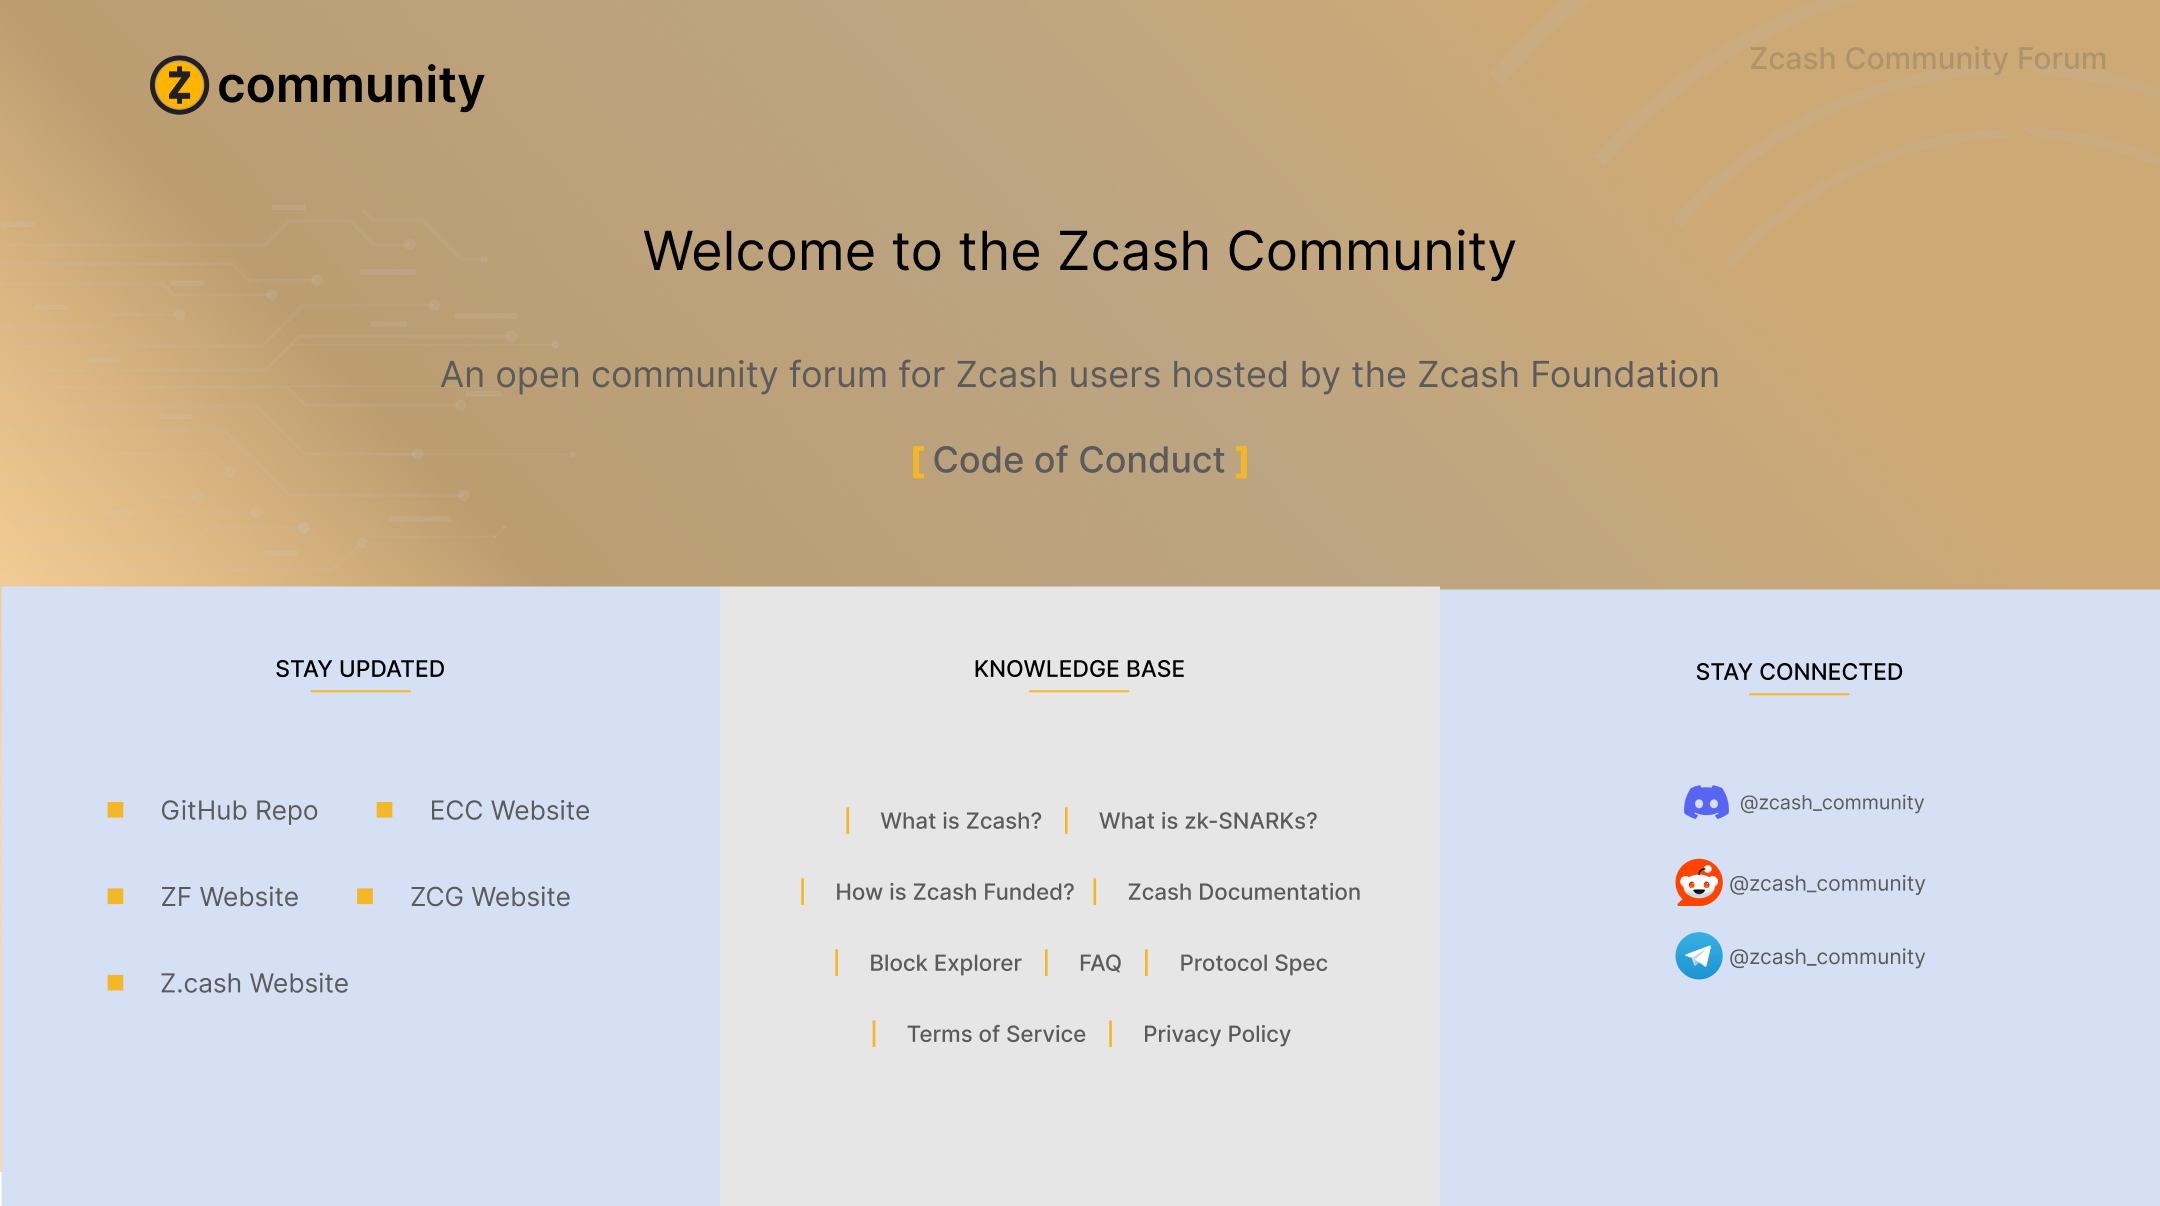 community
Zcash Community Forum
Welcome to the Zcash Community
An open community forum for Zcash users hosted by the Zcash Foundation
[ Code of Conduct ]
STAY UPDATED
GitHub Repo
ECC Website
ZF Website
ZCG Website
Z.cash Website
KNOWLEDGE BASE
| What is Zcash? | What is zk-SNARKs?
| How is Zcash Funded? | Zcash Documentation
| Block Explorer | FAQ | Protocol Spec
| Terms of Service | Privacy Policy
STAY CONNECTED
@zcash_community
@zcash_community
@zcash_community